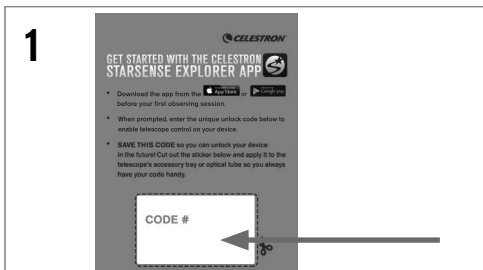 1
CELESTRON
GET STARTED WITH THE CELESTRON
STARSENSE EXPLORER APP
• Download the app from the App Store or Google play
before your first observing session.
• When prompted, enter the unique unlock code below to
enable telescope control on your device.
• SAVE THIS CODE so you can unlock your device
in the future! Cut out the sticker below and apply it to the
telescope's accessory tray or optical tube so you always
have your code handy.
CODE #